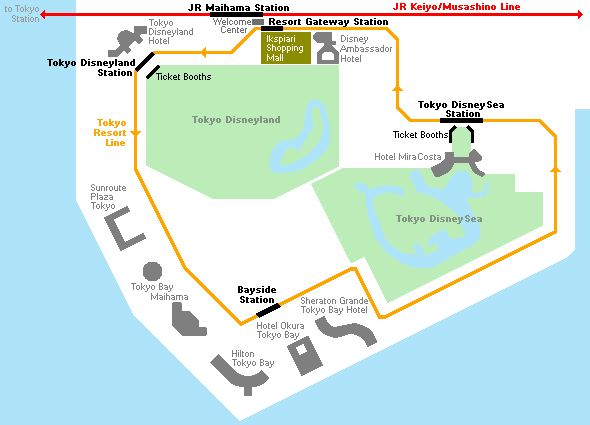 to Tokyo
Station
JR Maihama Station
JR Keiyo/Musashino Line
Welcome
Center
Resort Gateway Station
Tokyo
Disneyland
Hotel
Ikspiari
Shopping
Mall
Disney
Ambassador
Hotel
Tokyo Disneyland
Station
Ticket Booths
Tokyo DisneySea
Station
Ticket Booths
Tokyo
Resort
Line
Tokyo Disneyland
Hotel MiraCosta
Sunroute
Plaza
Tokyo
Tokyo DisneySea
Tokyo Bay
Maihama
Bayside
Station
Sheraton Grande
Tokyo Bay Hotel
Hotel Okura
Tokyo Bay
Hilton
Tokyo Bay